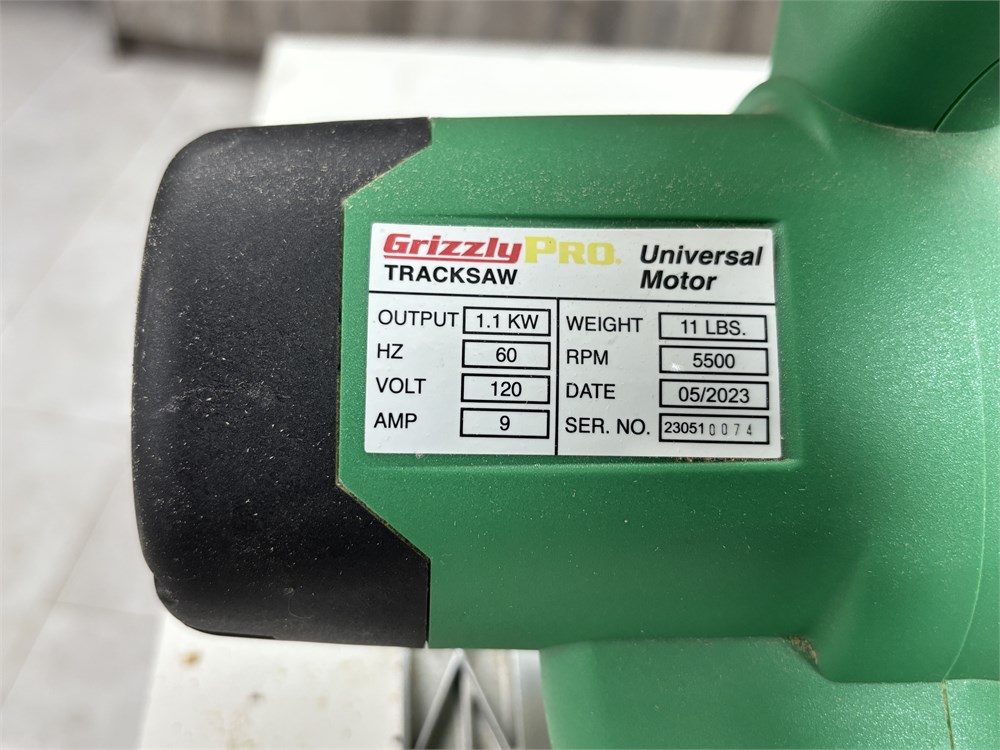 GrizzlyPRO®
TRACKSAW
Universal
Motor
OUTPUT 1.1 KW
HZ 60
VOLT 120
AMP 9
WEIGHT 11 LBS.
RPM 5500
DATE 05/2023
SER. NO. 230510074